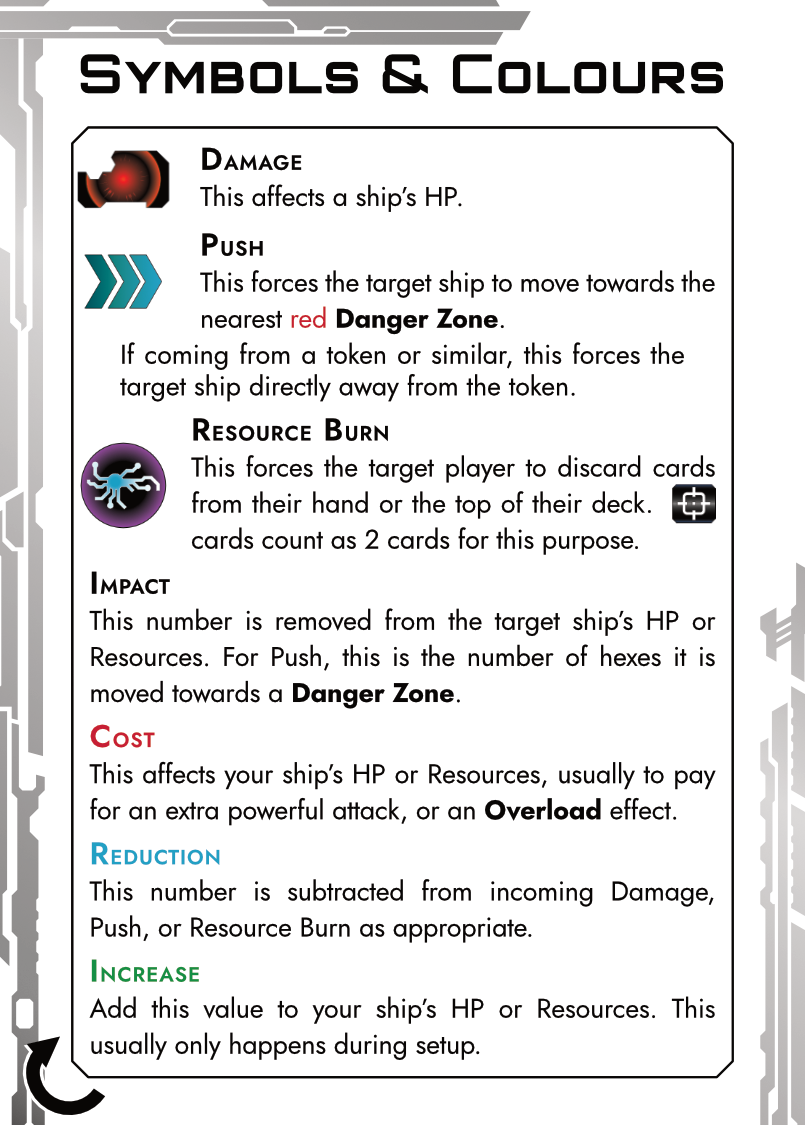 Symbols & Colours
Damage
This affects a ship's HP.
Push
This forces the target ship to move towards the
nearest red Danger Zone.
If coming from a token or similar, this forces the
target ship directly away from the token.
Resource Burn
This forces the target player to discard cards
from their hand or the top of their deck.
cards count as 2 cards for this purpose.
Impact
This number is removed from the target ship's HP or
Resources. For Push, this is the number of hexes it is
moved towards a Danger Zone.
Cost
This affects your ship's HP or Resources, usually to pay
for an extra powerful attack, or an Overload effect.
Reduction
This number is subtracted from incoming Damage,
Push, or Resource Burn as appropriate.
Increase
Add this value to your ship's HP or Resources. This
usually only happens during setup.